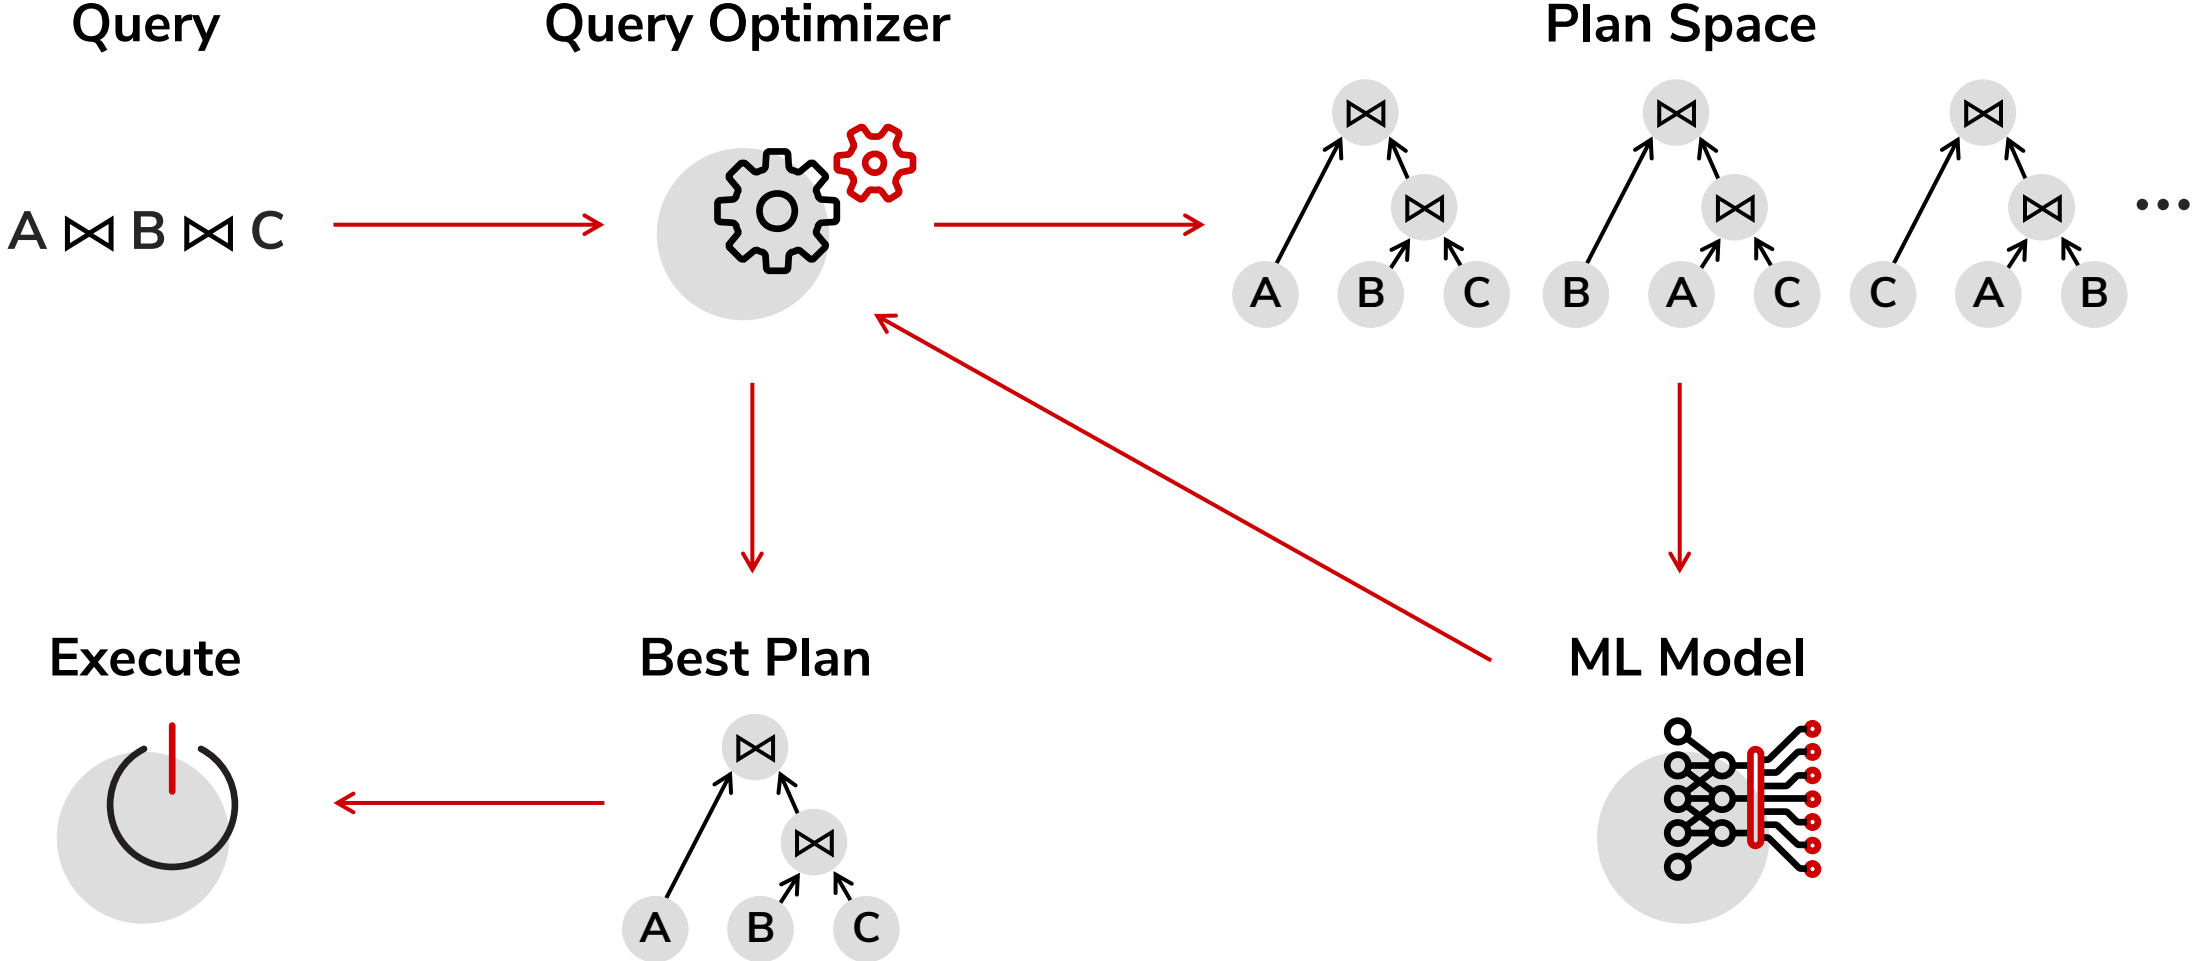 Query
Query Optimizer
Plan Space
A ⋈ B ⋈ C
⋈
⋈
A B C
⋈
⋈
B A C
⋈
⋈
C A B
...
Execute
Best Plan
ML Model
⋈
⋈
A B C